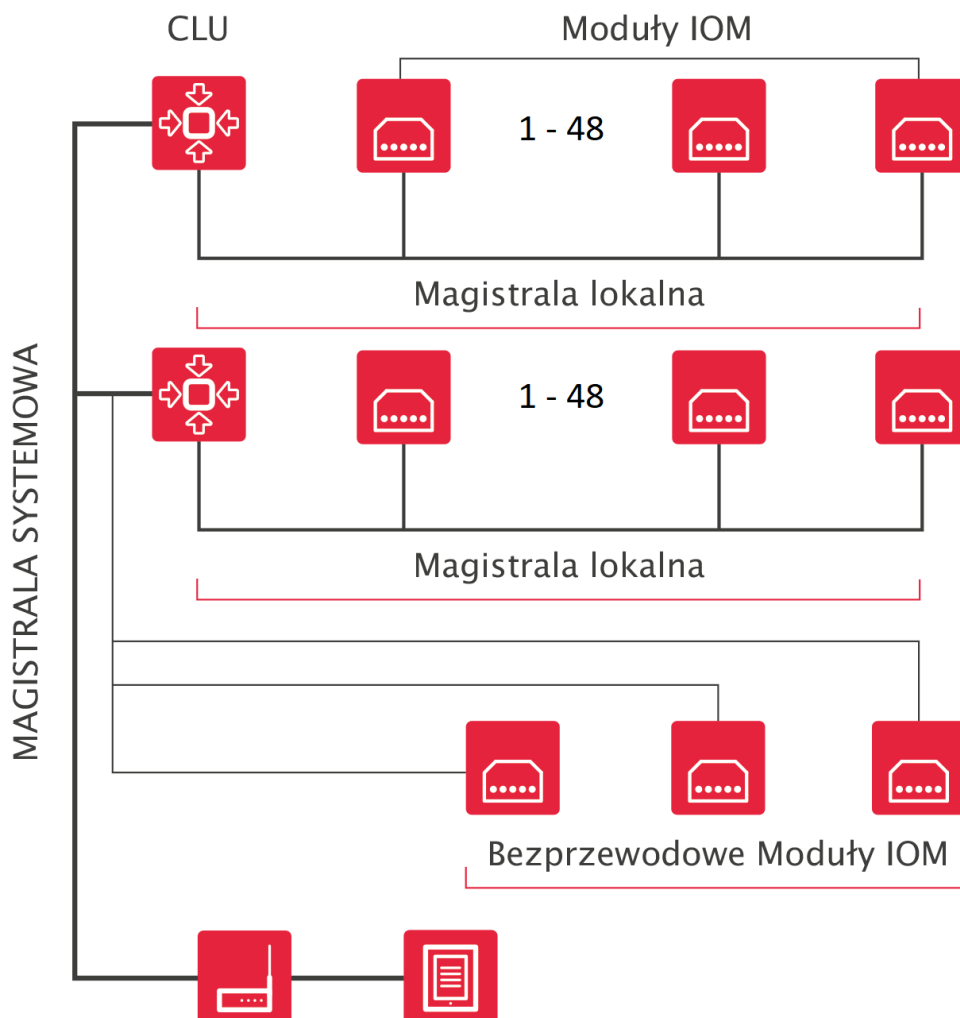 CLU
Moduły IOM
1 - 48
Magistrala lokalna
1 - 48
Magistrala lokalna
MAGISTRALA SYSTEMOWA
Bezprzewodowe Moduły IOM